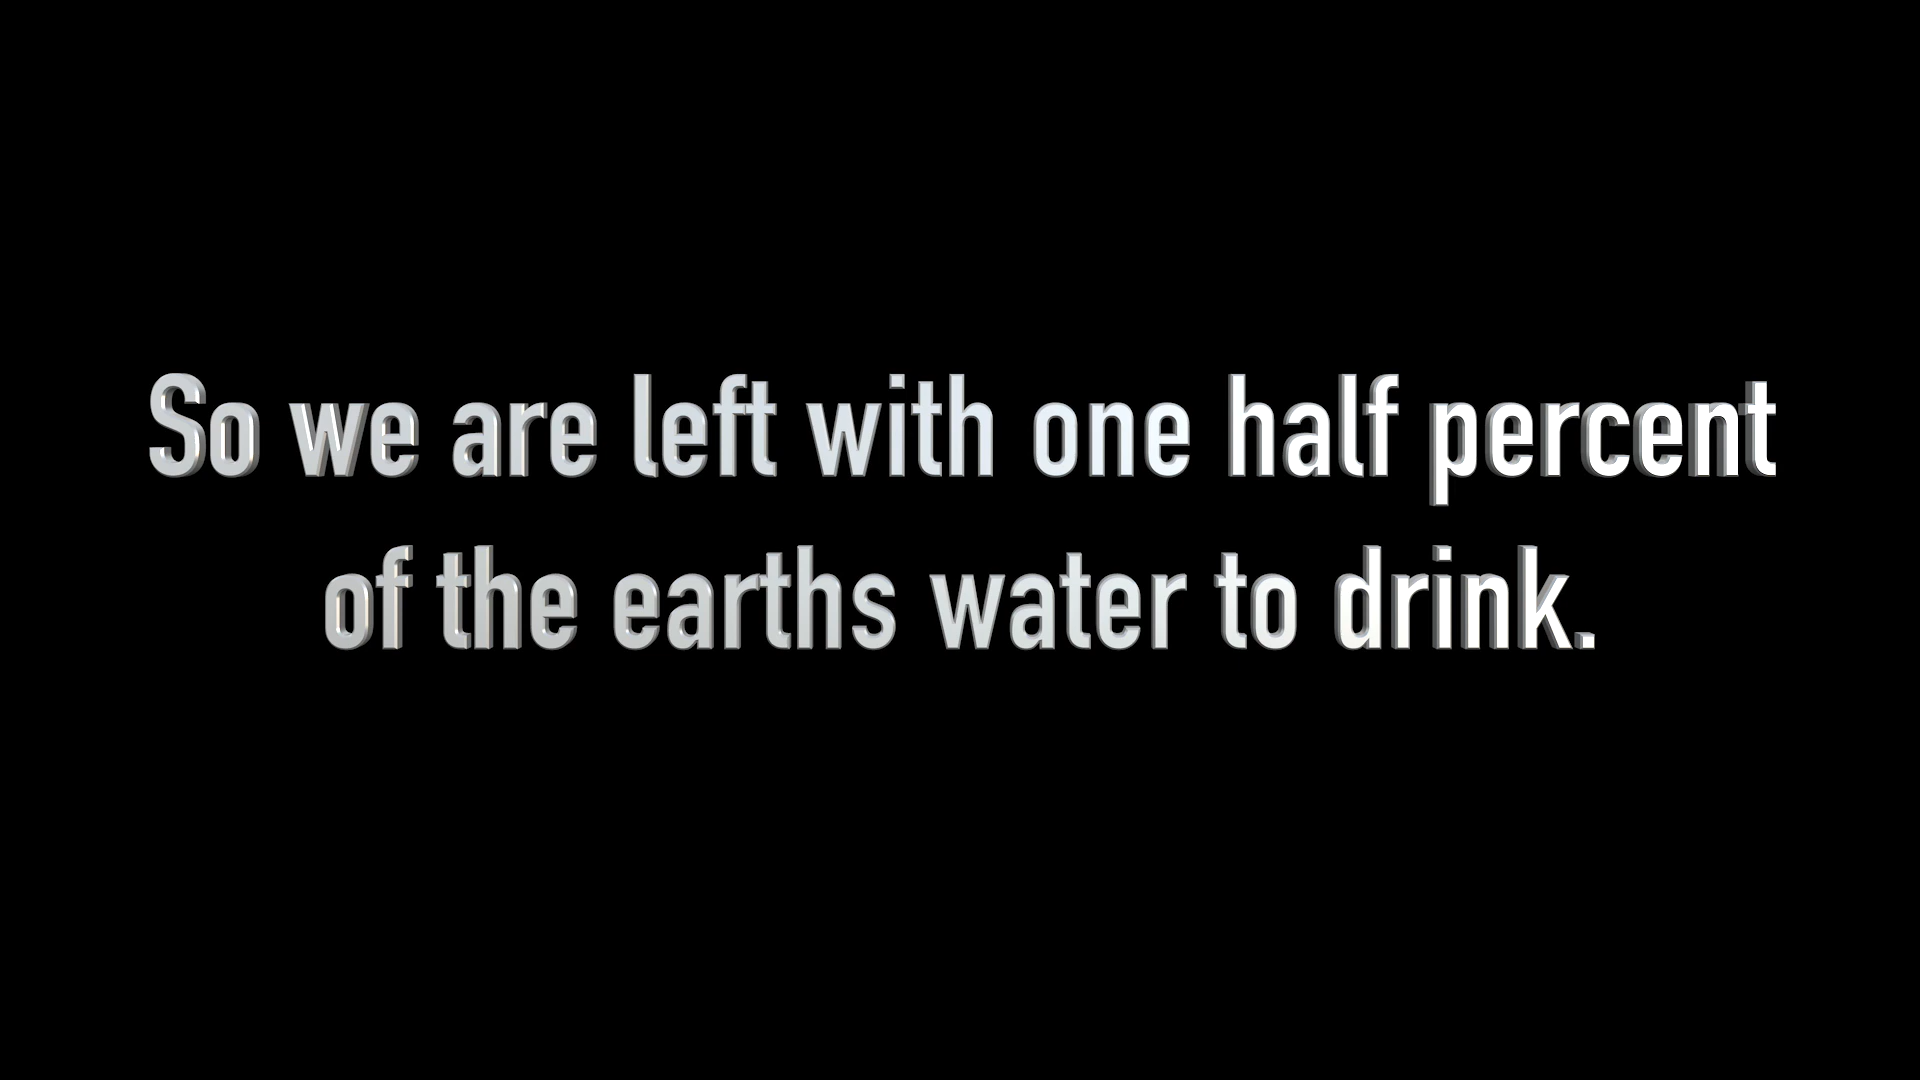 So we are left with one half percent
of the earths water to drink.